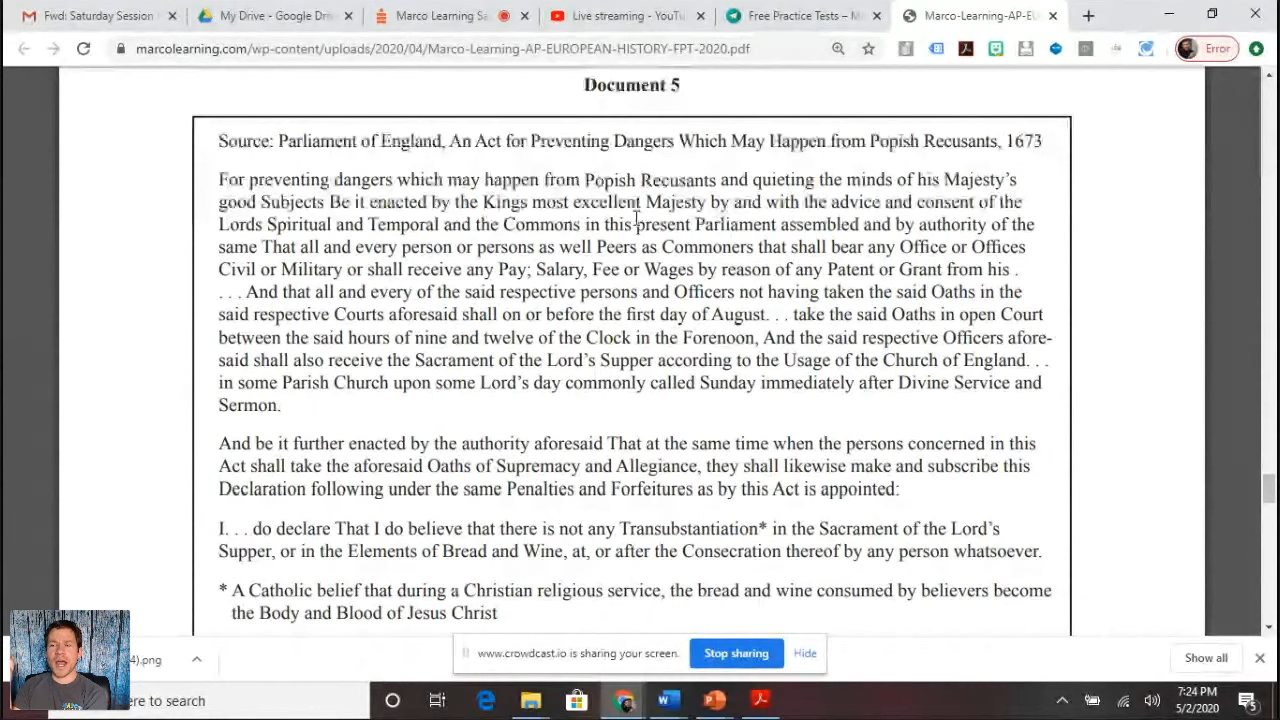 Fwd: Saturday Session
My Drive - Google Dri
Marco Learning Sa
Live streaming - YouT
Free Practice Tests – M
Marco-Learning-AP-EU
marcolearning.com/wp-content/uploads/2020/04/Marco-Learning-AP-EUROPEAN-HISTORY-FPT-2020.pdf
Error
Document 5
Source: Parliament of England, An Act for Preventing Dangers Which May Happen from Popish Recusants, 1673
For preventing dangers which may happen from Popish Recusants and quieting the minds of his Majesty's
good Subjects Be it enacted by the Kings most excellent Majesty by and with the advice and consent of the
Lords Spiritual and Temporal and the Commons in this present Parliament assembled and by authority of the
same That all and every person or persons as well Peers as Commoners that shall bear any Office or Offices
Civil or Military or shall receive any Pay; Salary, Fee or Wages by reason of any Patent or Grant from his .
. . . And that all and every of the said respective persons and Officers not having taken the said Oaths in the
said respective Courts aforesaid shall on or before the first day of August. . . take the said Oaths in open Court
between the said hours of nine and twelve of the Clock in the Forenoon, And the said respective Officers afore-
said shall also receive the Sacrament of the Lord's Supper according to the Usage of the Church of England. . .
in some Parish Church upon some Lord's day commonly called Sunday immediately after Divine Service and
Sermon.
And be it further enacted by the authority aforesaid That at the same time when the persons concerned in this
Act shall take the aforesaid Oaths of Supremacy and Allegiance, they shall likewise make and subscribe this
Declaration following under the same Penalties and Forfeitures as by this Act is appointed:
I. . . do declare That I do believe that there is not any Transubstantiation* in the Sacrament of the Lord's
Supper, or in the Elements of Bread and Wine, at, or after the Consecration thereof by any person whatsoever.
* A Catholic belief that during a Christian religious service, the bread and wine consumed by believers become
the Body and Blood of Jesus Christ
4).png
www.crowdcast.io is sharing your screen.
Stop sharing
Hide
Show all
ere to search
7:24 PM
5/2/2020
5